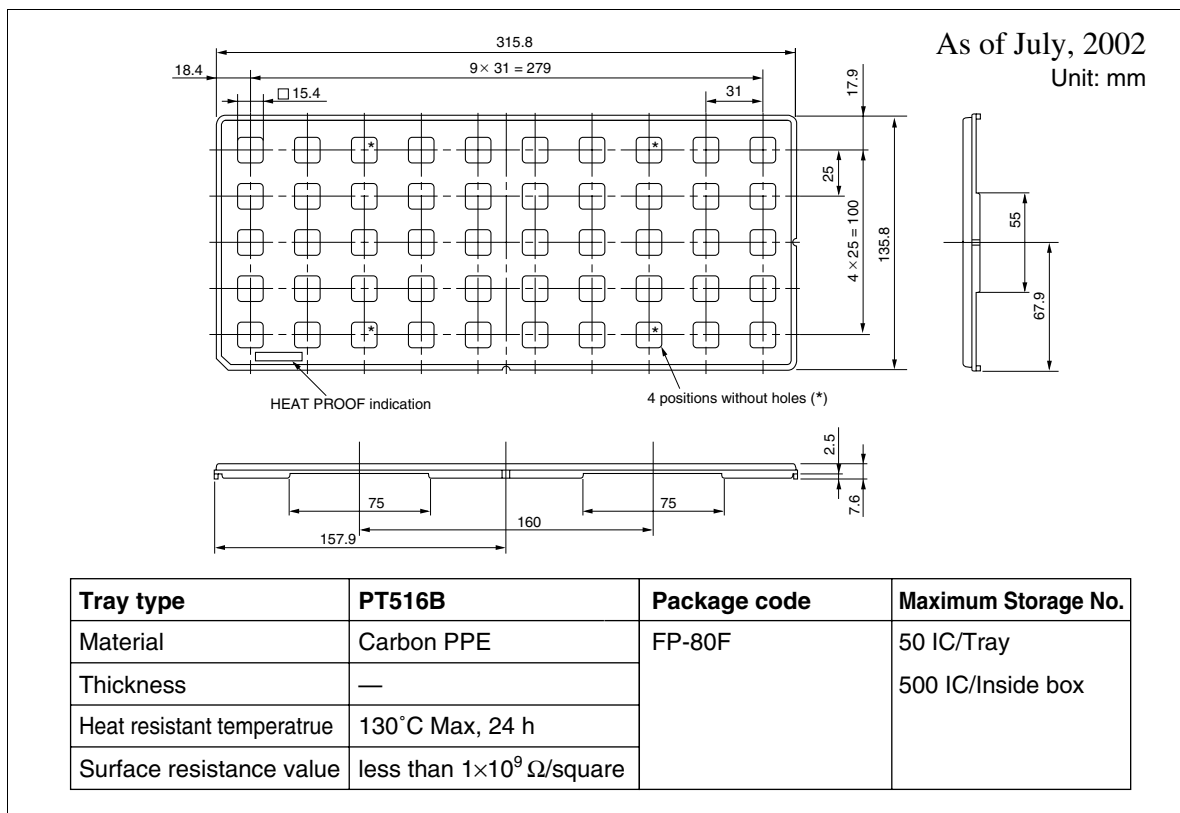 As of July, 2002
Unit: mm
315.8
18.4
9× 31 = 279
□ 15.4
31
17.9
*
*
25
4 × 25 = 100
135.8
55
67.9
*
*
HEAT PROOF indication
4 positions without holes (*)
2.5
7.6
75
75
160
157.9
Tray type PT516B Package code Maximum Storage No.
Material Carbon PPE FP-80F 50 IC/Tray
Thickness — 500 IC/Inside box
Heat resistant temperatrue 130˚C Max, 24 h
Surface resistance value less than 1×10⁹ Ω/square